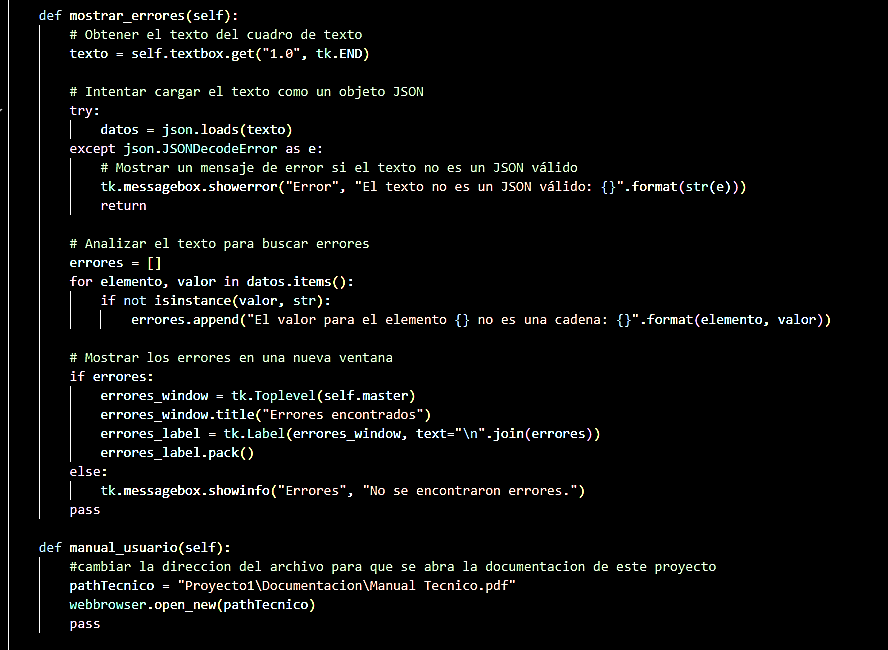 def mostrar_errores(self):
# Obtener el texto del cuadro de texto
texto = self.textbox.get("1.0", tk.END)
# Intentar cargar el texto como un objeto JSON
try:
datos = json.loads(texto)
except json.JSONDecodeError as e:
# Mostrar un mensaje de error si el texto no es un JSON válido
tk.messagebox.showerror("Error", "El texto no es un JSON válido: {}".format(str(e)))
return
# Analizar el texto para buscar errores
errores = []
for elemento, valor in datos.items():
if not isinstance(valor, str):
errores.append("El valor para el elemento {} no es una cadena: {}".format(elemento, valor))
# Mostrar los errores en una nueva ventana
if errores:
errores_window = tk.Toplevel(self.master)
errores_window.title("Errores encontrados")
errores_label = tk.Label(errores_window, text="\n".join(errores))
errores_label.pack()
else:
tk.messagebox.showinfo("Errores", "No se encontraron errores.")
pass
def manual_usuario(self):
#cambiar la direccion del archivo para que se abra la documentacion de este proyecto
pathTecnico = "Proyecto1\Documentacion\Manual Tecnico.pdf"
webbrowser.open_new(pathTecnico)
pass